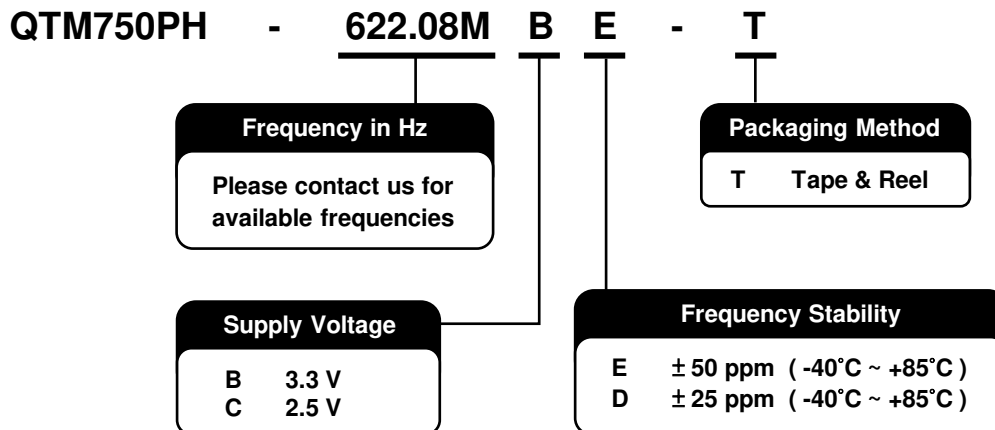 QTM750PH - 622.08M B E - T
Frequency in Hz
Please contact us for
available frequencies
Packaging Method
T Tape & Reel
Supply Voltage
B 3.3 V
C 2.5 V
Frequency Stability
E ± 50 ppm ( -40°C ~ +85°C )
D ± 25 ppm ( -40°C ~ +85°C )